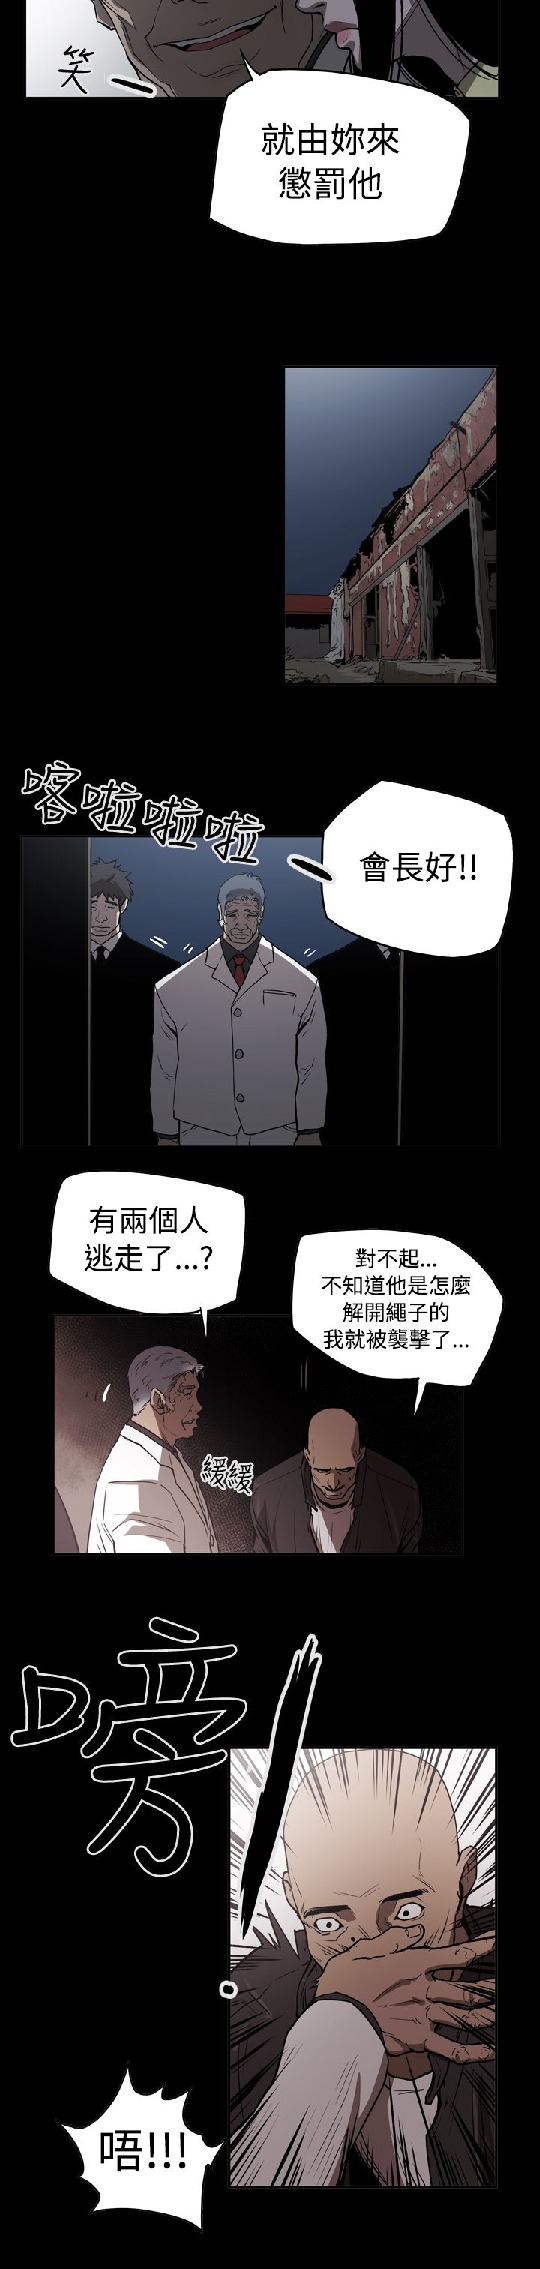 笑
就由妳來
懲罰他
喀啦啦啦
會長好!!
有兩個人
逃走了...?
對不起...
不知道他是怎麼
解開繩子的
我就被襲擊了...
緩緩
嗙
唔!!!